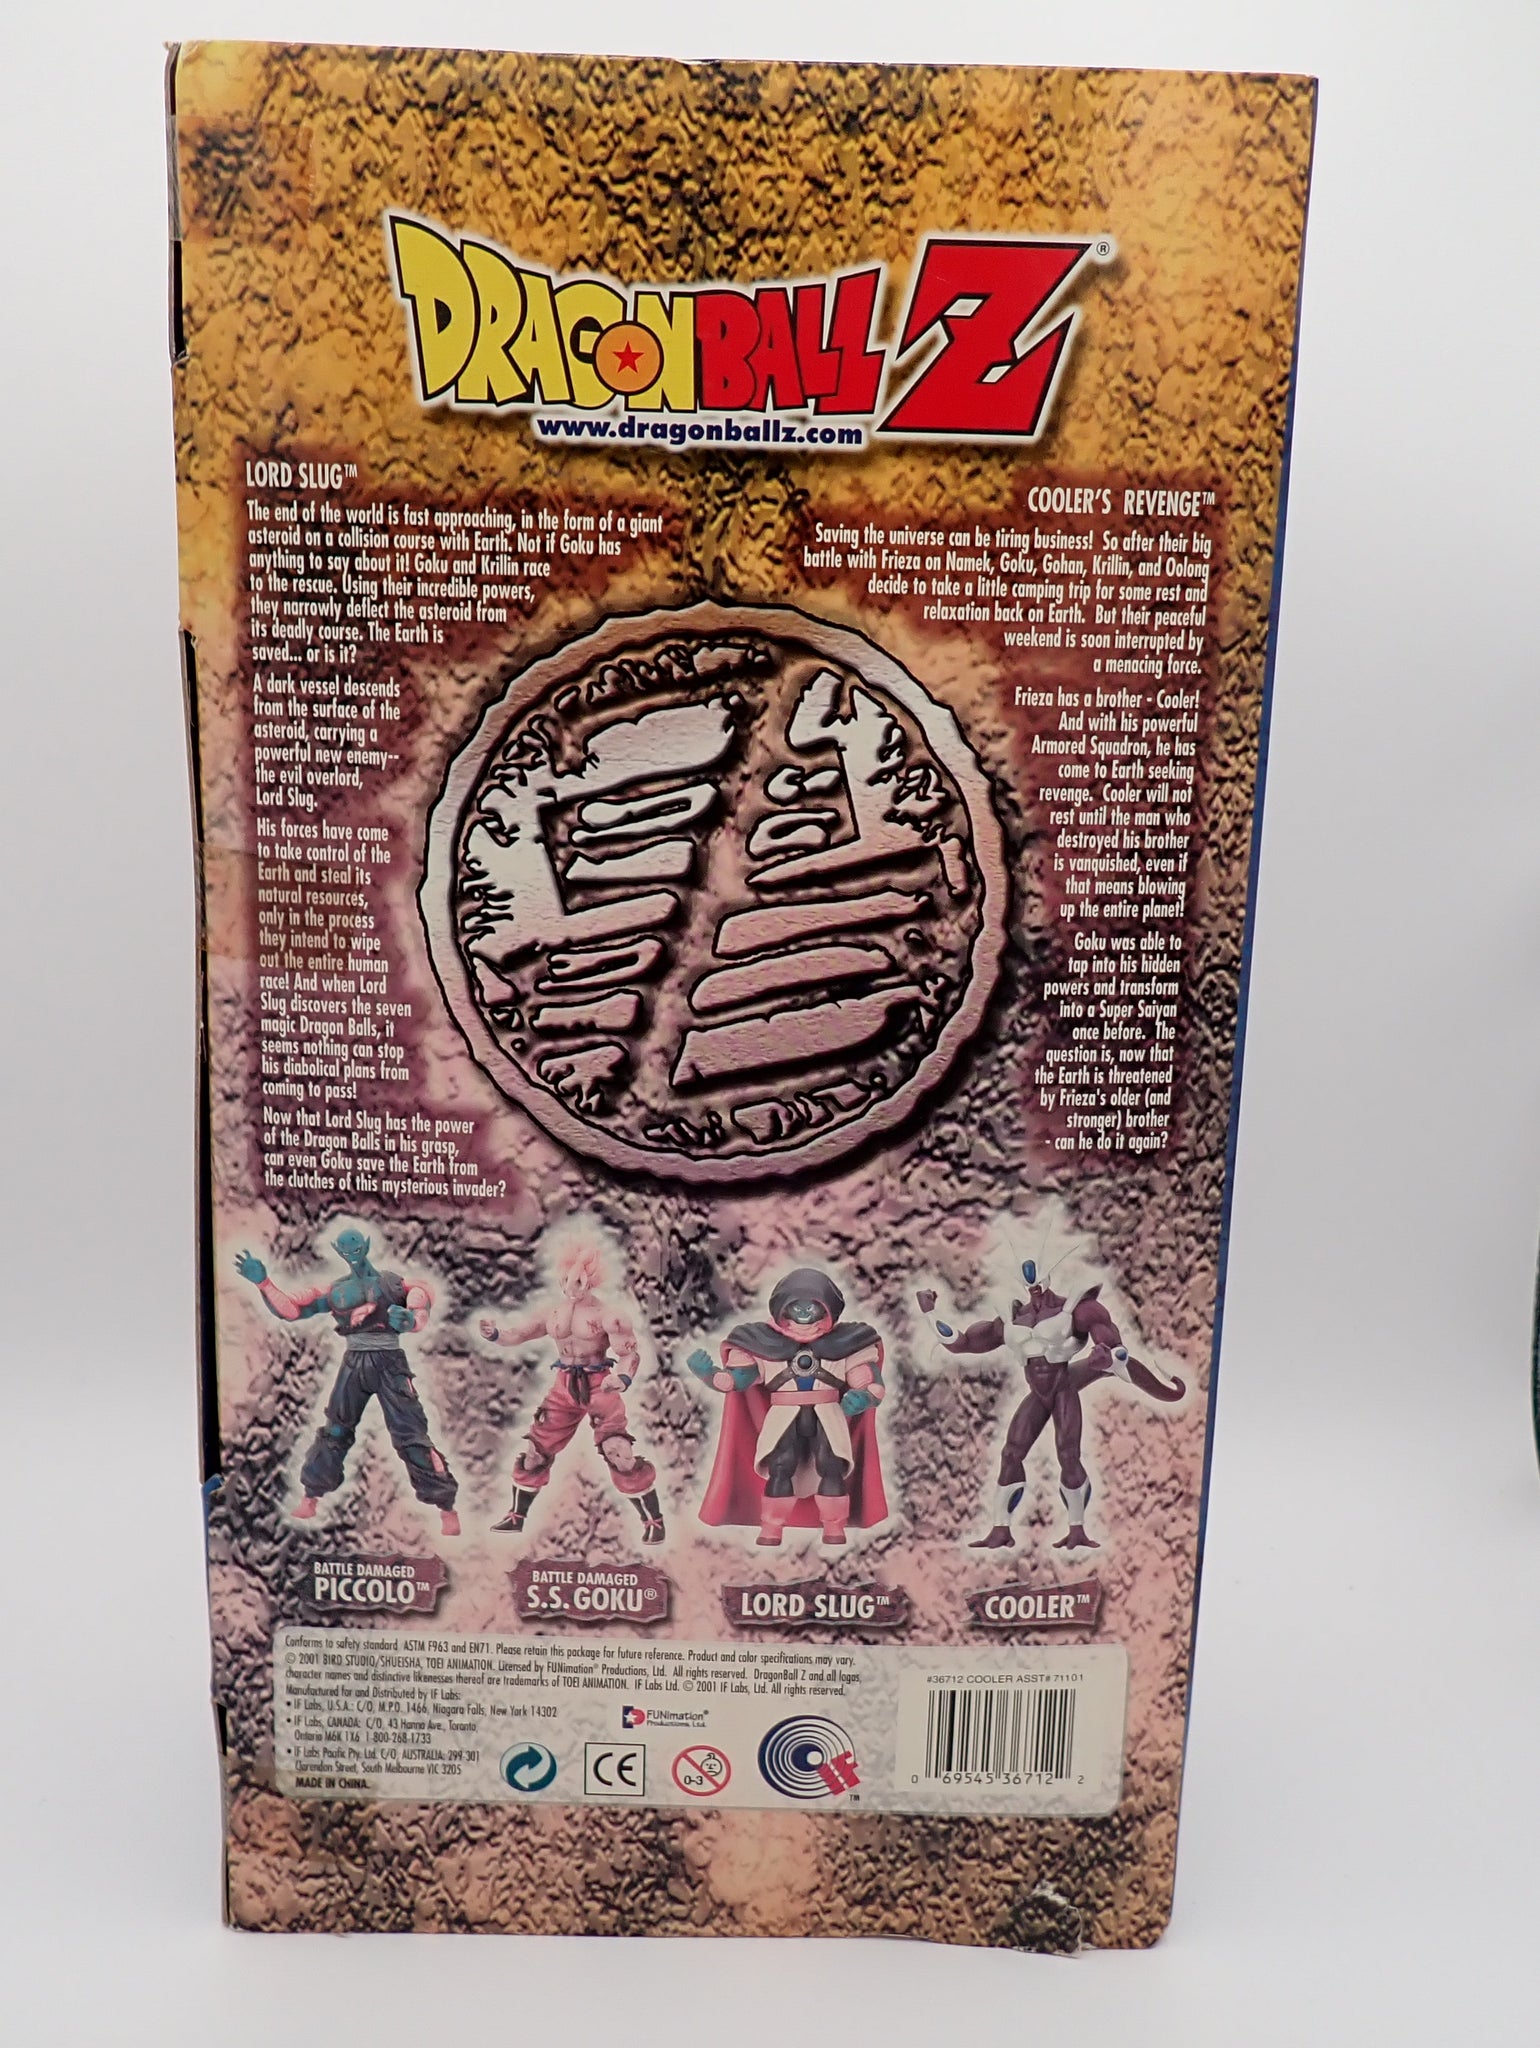 DRAGONBALL Z®
www.dragonballz.com
LORD SLUG™
The end of the world is fast approaching, in the form of a giant
asteroid on a collision course with Earth. Not if Goku has
anything to say about it! Goku and Krillin race
to the rescue. Using their incredible powers,
they narrowly deflect the asteroid from
its deadly course. The Earth is
saved... or is it?
A dark vessel descends
from the surface of the
asteroid, carrying a
powerful new enemy--
the evil overlord,
Lord Slug.
His forces have come
to take control of the
Earth and steal its
natural resources,
only in the process
they intend to wipe
out the entire human
race! And when Lord
Slug discovers the seven
magic Dragon Balls, it
seems nothing can stop
his diabolical plans from
coming to pass!
Now that Lord Slug has the power
of the Dragon Balls in his grasp,
can even Goku save the Earth from
the clutches of this mysterious invader?
COOLER'S REVENGE™
Saving the universe can be tiring business! So after their big
battle with Frieza on Namek, Goku, Gohan, Krillin, and Oolong
decide to take a little camping trip for some rest and
relaxation back on Earth. But their peaceful
weekend is soon interrupted by
a menacing force.
Frieza has a brother - Cooler!
And with his powerful
Armored Squadron, he has
come to Earth seeking
revenge. Cooler will not
rest until the man who
destroyed his brother
is vanquished, even if
that means blowing
up the entire planet!
Goku was able to
tap into his hidden
powers and transform
into a Super Saiyan
once before. The
question is, now that
the Earth is threatened
by Frieza's older (and
stronger) brother
- can he do it again?
BATTLE DAMAGED
PICCOLO™
BATTLE DAMAGED
S.S. GOKU®
LORD SLUG™
COOLER™
Conforms to safety standard ASTM F963 and EN71. Please retain this package for future reference. Product and color specifications may vary.
© 2001 BIRD STUDIO/SHUEISHA, TOEI ANIMATION. Licensed by FUNimation® Productions, Ltd. All rights reserved. DragonBall Z and all logos,
character names and distinctive likenesses thereof are trademarks of TOEI ANIMATION. IF Labs Ltd. © 2001 IF Labs, Ltd. All rights reserved.
Manufactured for and Distributed by IF Labs:
• IF Labs, U.S.A.: C/O, M.P.O. 1466, Niagara Falls, New York 14302
• IF Labs, CANADA: C/O, 43 Hanna Ave., Toronto,
Ontario M6K 1X6 1-800-268-1733
• IF Labs Pacific Pty. Ltd. C/O, AUSTRALIA: 299-301
Clarendon Street, South Melbourne VIC 3205
MADE IN CHINA.
FUNimation®
Productions, Ltd.
CE
0-3
IF™
#36712 COOLER ASST# 71101
0 69545 36712 2